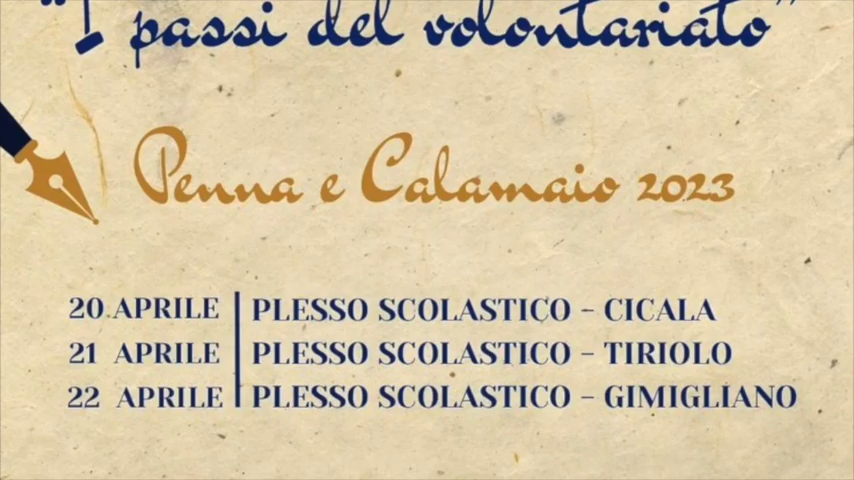 "I passi del volontariato"
Penna e Calamaio 2023
20 APRILE PLESSO SCOLASTICO - CICALA
21 APRILE PLESSO SCOLASTICO - TIRIOLO
22 APRILE PLESSO SCOLASTICO - GIMIGLIANO